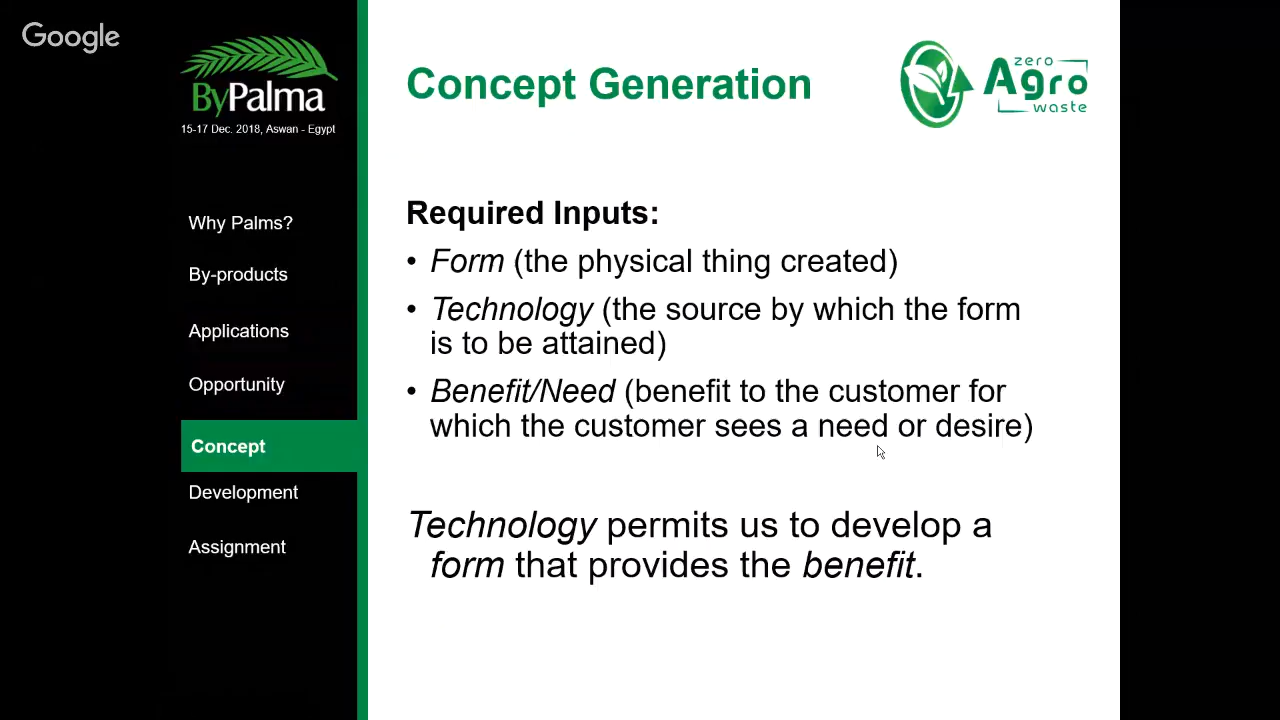 Google
ByPalma
15-17 Dec. 2018, Aswan - Egypt
Why Palms?
By-products
Applications
Opportunity
Concept
Development
Assignment
Concept Generation
zero
Agro
waste
Required Inputs:
• Form (the physical thing created)
• Technology (the source by which the form
is to be attained)
• Benefit/Need (benefit to the customer for
which the customer sees a need or desire)
Technology permits us to develop a
form that provides the benefit.